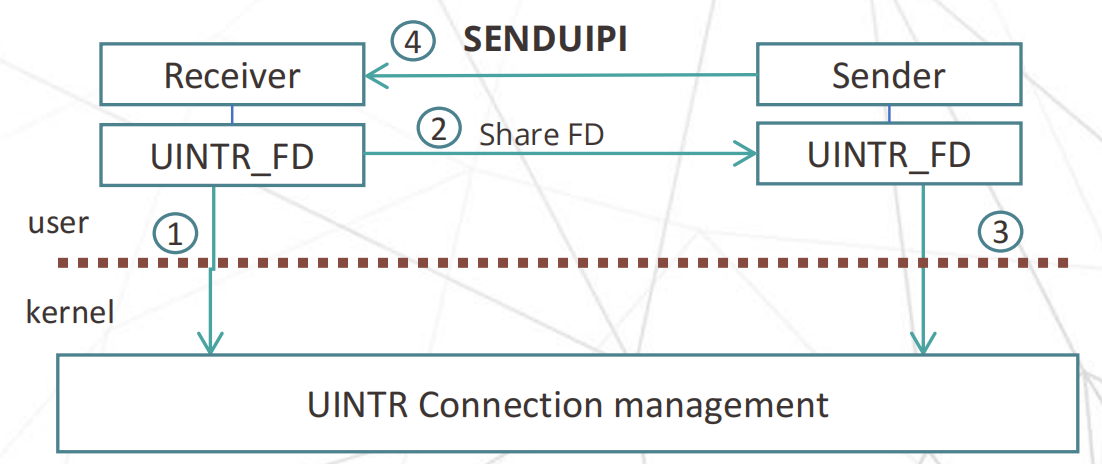 ④ SENDUIPI
Receiver
Sender
② Share FD
UINTR_FD
UINTR_FD
user
①
③
kernel
UINTR Connection management